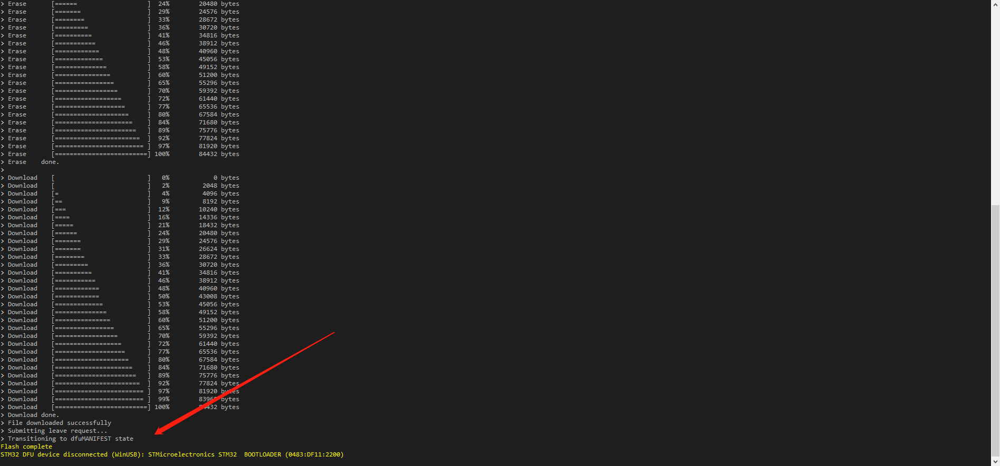 > Erase       [======                   ]  24%        20480 bytes
> Erase       [=======                  ]  29%        24576 bytes
> Erase       [========                 ]  33%        28672 bytes
> Erase       [=========                ]  36%        30720 bytes
> Erase       [==========               ]  41%        34816 bytes
> Erase       [===========              ]  46%        38912 bytes
> Erase       [============             ]  48%        40960 bytes
> Erase       [=============            ]  53%        45056 bytes
> Erase       [==============           ]  58%        49152 bytes
> Erase       [===============          ]  60%        51200 bytes
> Erase       [================         ]  65%        55296 bytes
> Erase       [=================        ]  70%        59392 bytes
> Erase       [==================       ]  72%        61440 bytes
> Erase       [===================      ]  77%        65536 bytes
> Erase       [====================     ]  80%        67584 bytes
> Erase       [=====================    ]  84%        71680 bytes
> Erase       [======================   ]  89%        75776 bytes
> Erase       [=======================  ]  92%        77824 bytes
> Erase       [======================== ]  97%        81920 bytes
> Erase       [=========================] 100%        84432 bytes
> Erase    done.
>
> Download    [                         ]   0%            0 bytes
> Download    [                         ]   2%         2048 bytes
> Download    [=                        ]   4%         4096 bytes
> Download    [==                       ]   9%         8192 bytes
> Download    [===                      ]  12%        10240 bytes
> Download    [====                     ]  16%        14336 bytes
> Download    [=====                    ]  21%        18432 bytes
> Download    [======                   ]  24%        20480 bytes
> Download    [=======                  ]  29%        24576 bytes
> Download    [=======                  ]  31%        26624 bytes
> Download    [========                 ]  33%        28672 bytes
> Download    [=========                ]  36%        30720 bytes
> Download    [==========               ]  41%        34816 bytes
> Download    [===========              ]  46%        38912 bytes
> Download    [============             ]  48%        40960 bytes
> Download    [============             ]  50%        43008 bytes
> Download    [=============            ]  53%        45056 bytes
> Download    [==============           ]  58%        49152 bytes
> Download    [===============          ]  60%        51200 bytes
> Download    [================         ]  65%        55296 bytes
> Download    [=================        ]  70%        59392 bytes
> Download    [==================       ]  72%        61440 bytes
> Download    [===================      ]  77%        65536 bytes
> Download    [====================     ]  80%        67584 bytes
> Download    [=====================    ]  84%        71680 bytes
> Download    [======================   ]  89%        75776 bytes
> Download    [=======================  ]  92%        77824 bytes
> Download    [======================== ]  97%        81920 bytes
> Download    [======================== ]  99%        bytes
> Download    [=========================] 100%        bytes
> Download done.
> File downloaded successfully
> Submitting leave request...
> Transitioning to dfuMANIFEST state
Flash complete
STM32 DFU device disconnected (WinUSB): STMicroelectronics STM32  BOOTLOADER (0483:DF11:2200)